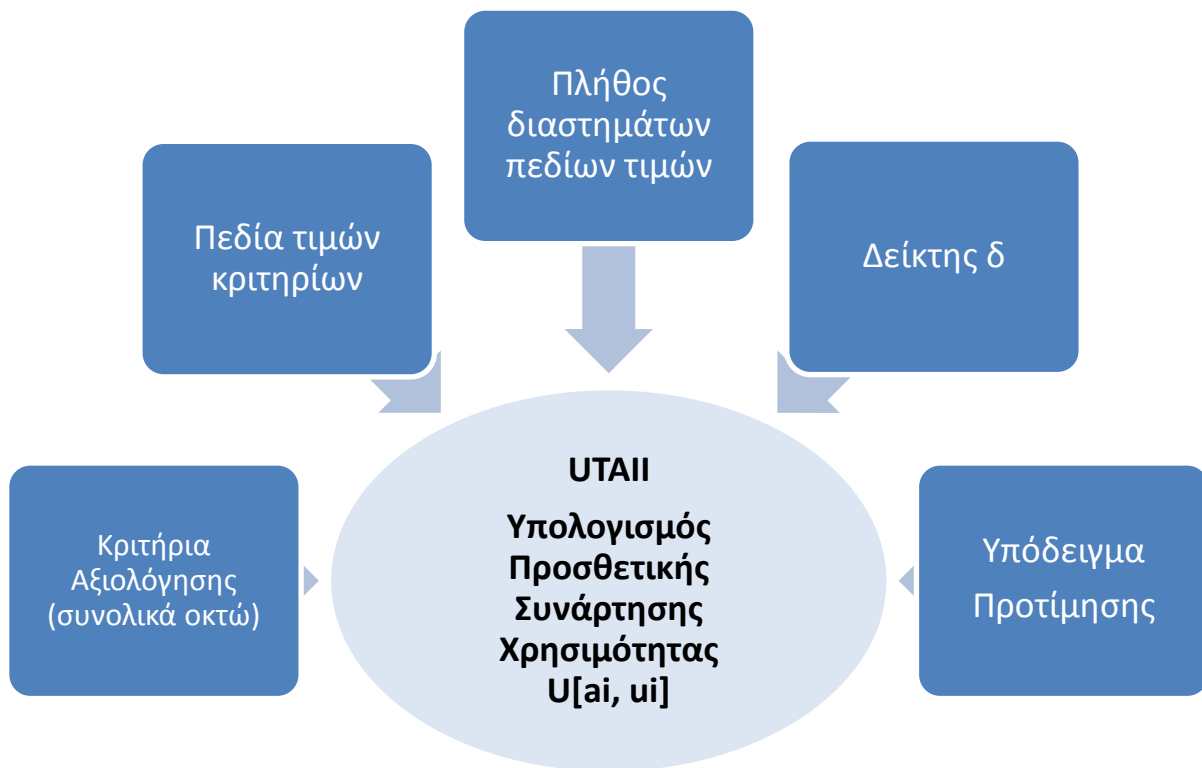 Πλήθος
διαστημάτων
πεδίων τιμών
Πεδία τιμών
κριτηρίων
Δείκτης δ
Κριτήρια
Αξιολόγησης
(συνολικά οκτώ)
UTAII
Υπολογισμός
Προσθετικής
Συνάρτησης
Χρησιμότητας
U[ai, ui]
Υπόδειγμα
Προτίμησης